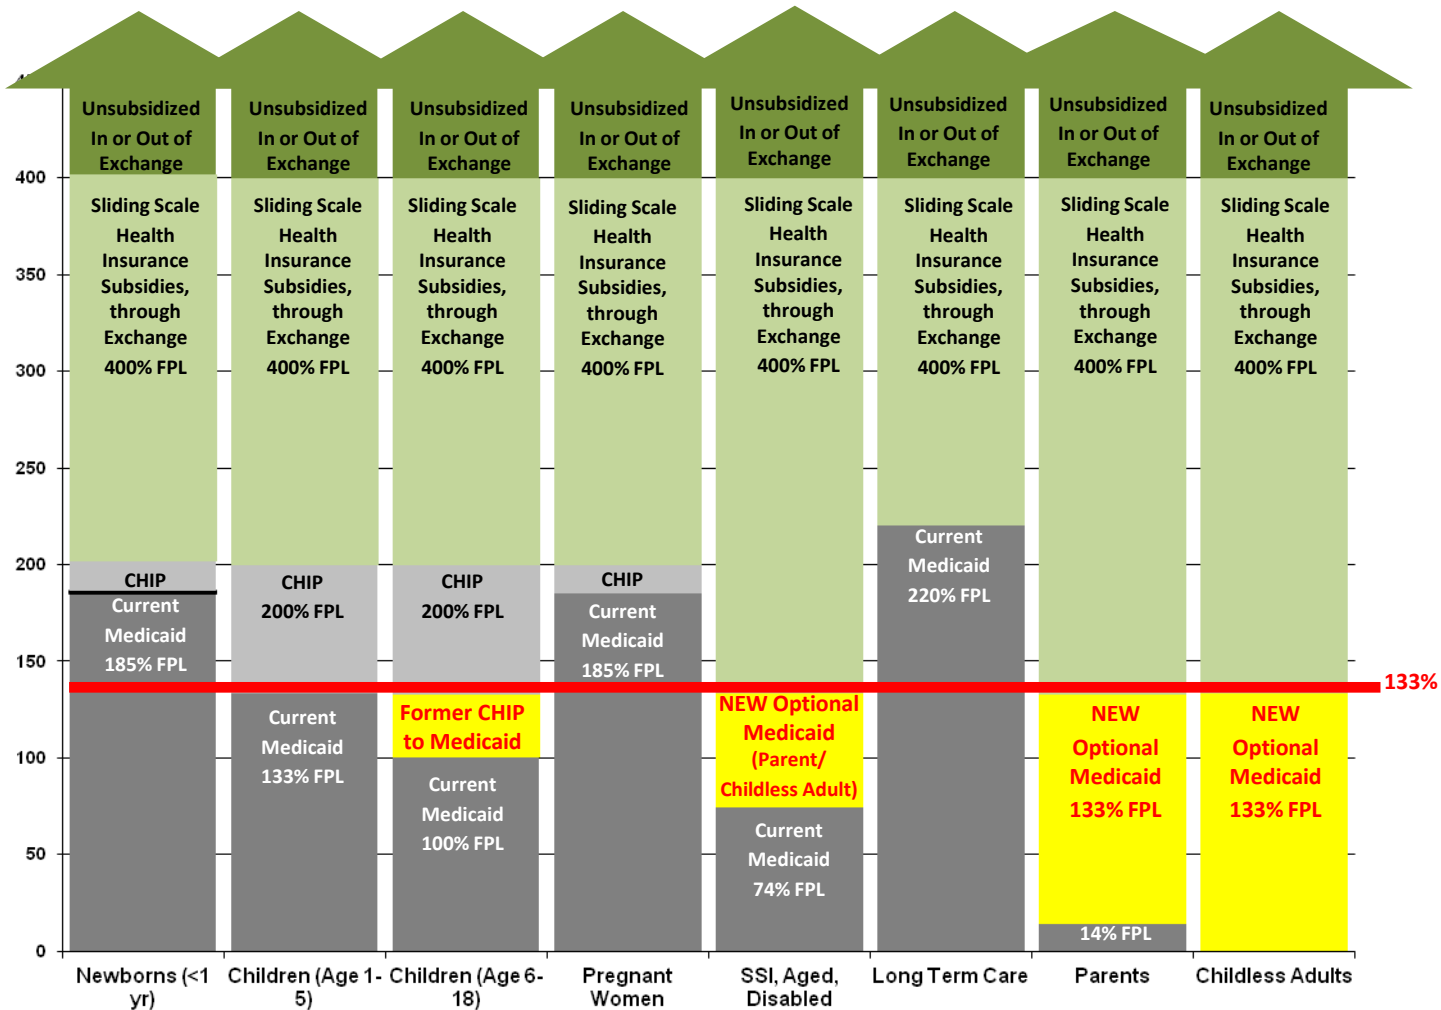 Unsubsidized
In or Out of
Exchange
Unsubsidized
In or Out of
Exchange
Unsubsidized
In or Out of
Exchange
Unsubsidized
In or Out of
Exchange
Unsubsidized
In or Out of
Exchange
Unsubsidized
In or Out of
Exchange
Unsubsidized
In or Out of
Exchange
Unsubsidized
In or Out of
Exchange
400
350
300
250
200
150
100
50
0
Sliding Scale
Health
Insurance
Subsidies,
through
Exchange
400% FPL
Sliding Scale
Health
Insurance
Subsidies,
through
Exchange
400% FPL
Sliding Scale
Health
Insurance
Subsidies,
through
Exchange
400% FPL
Sliding Scale
Health
Insurance
Subsidies,
through
Exchange
400% FPL
Sliding Scale
Health
Insurance
Subsidies,
through
Exchange
400% FPL
Sliding Scale
Health
Insurance
Subsidies,
through
Exchange
400% FPL
Sliding Scale
Health
Insurance
Subsidies,
through
Exchange
400% FPL
Sliding Scale
Health
Insurance
Subsidies,
through
Exchange
400% FPL
CHIP
Current
Medicaid
185% FPL
CHIP
200% FPL
Current
Medicaid
133% FPL
CHIP
200% FPL
Former CHIP
to Medicaid
Current
Medicaid
100% FPL
CHIP
Current
Medicaid
185% FPL
NEW Optional
Medicaid
(Parent/
Childless Adult)
Current
Medicaid
74% FPL
Current
Medicaid
220% FPL
NEW
Optional
Medicaid
133% FPL
14% FPL
NEW
Optional
Medicaid
133% FPL
133%
Newborns (<1
yr)
Children (Age 1-
5)
Children (Age 6-
18)
Pregnant
Women
SSI, Aged,
Disabled
Long Term Care
Parents
Childless Adults